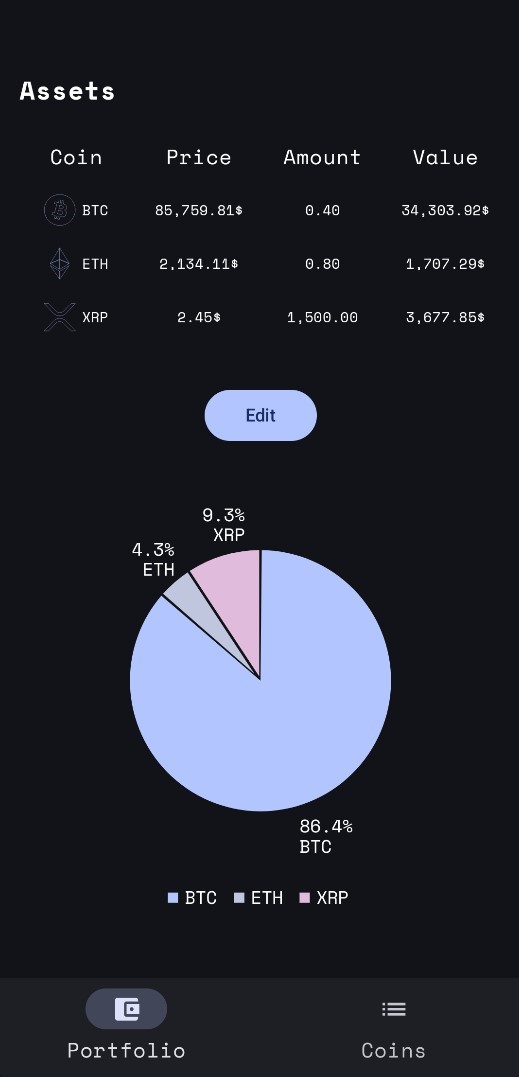 Assets
Coin Price Amount Value
BTC 85,759.81$ 0.40 34,303.92$
ETH 2,134.11$ 0.80 1,707.29$
XRP 2.45$ 1,500.00 3,677.85$
Edit
9.3%
XRP
4.3%
ETH
86.4%
BTC
BTC ETH XRP
Portfolio Coins